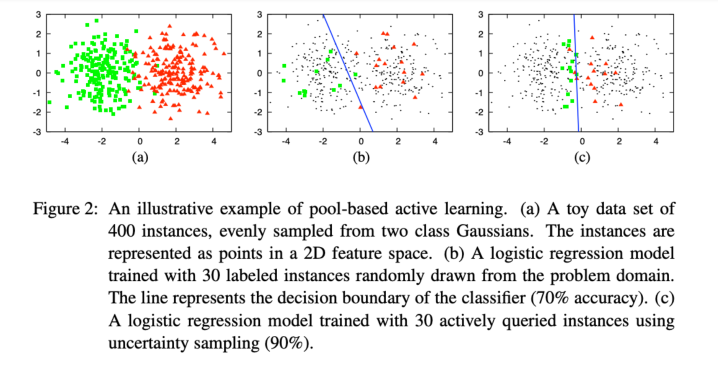 3
2
1
0
-1
-2
-3
-4 -2 0 2 4
(a)
3
2
1
0
-1
-2
-3
-4 -2 0 2 4
(b)
3
2
1
0
-1
-2
-3
-4 -2 0 2 4
(c)
Figure 2: An illustrative example of pool-based active learning. (a) A toy data set of
400 instances, evenly sampled from two class Gaussians. The instances are
represented as points in a 2D feature space. (b) A logistic regression model
trained with 30 labeled instances randomly drawn from the problem domain.
The line represents the decision boundary of the classifier (70% accuracy). (c)
A logistic regression model trained with 30 actively queried instances using
uncertainty sampling (90%).